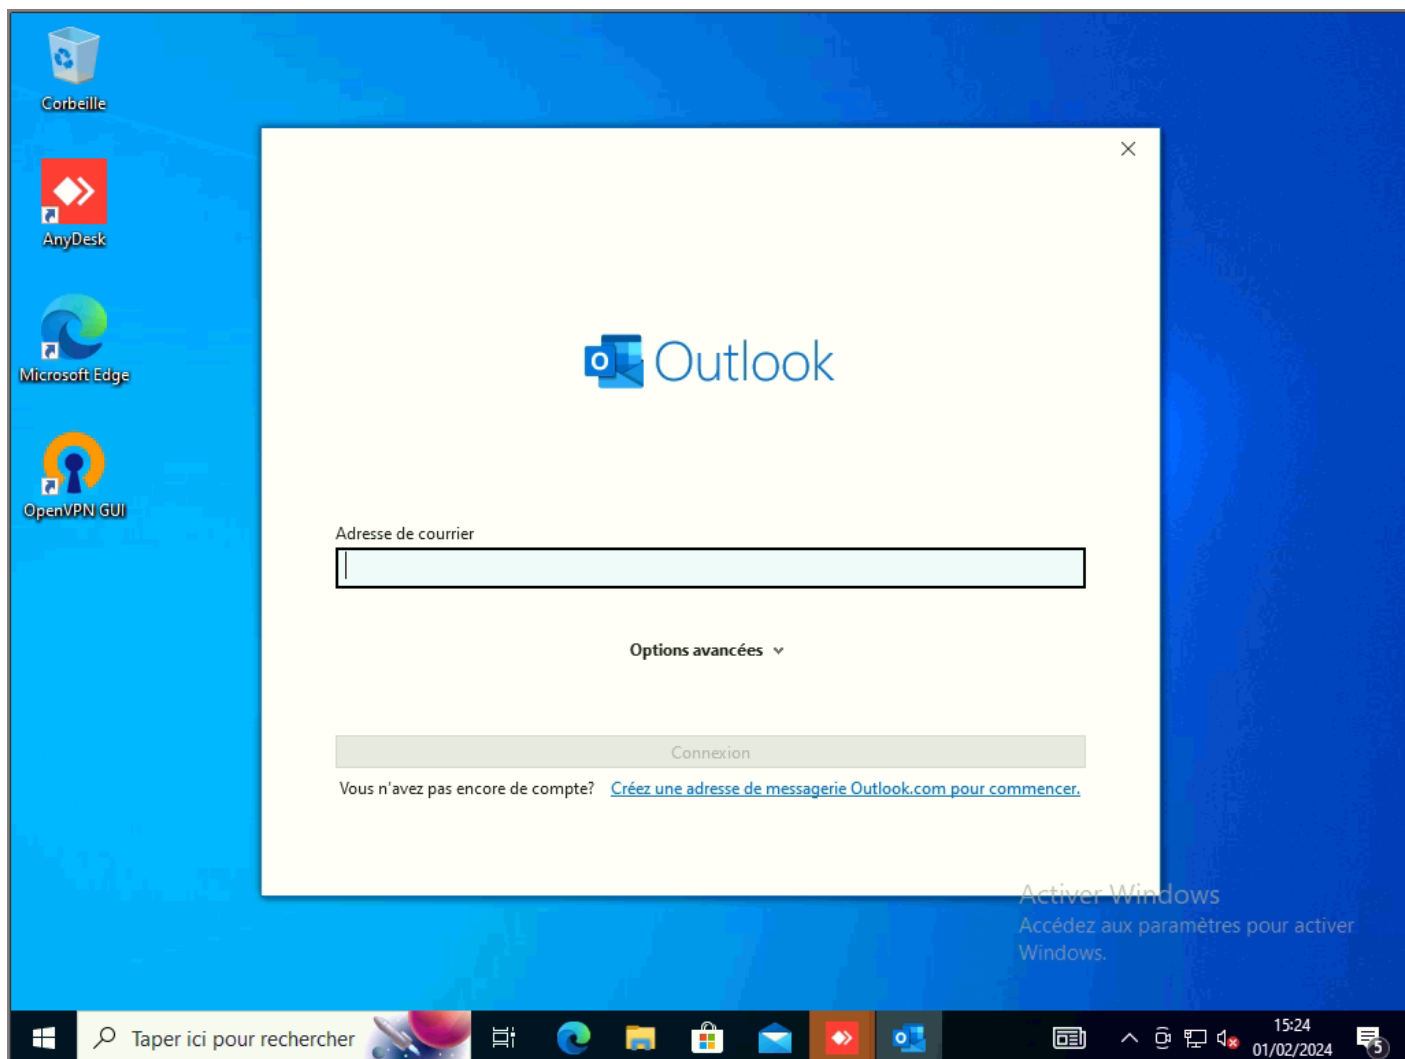 Corbeille
AnyDesk
Microsoft Edge
OpenVPN GUI
Outlook
Adresse de courrier
Options avancées
Connexion
Vous n'avez pas encore de compte? Créez une adresse de messagerie Outlook.com pour commencer.
Activer Windows
Accédez aux paramètres pour activer
Windows.
Taper ici pour rechercher
15:24
01/02/2024
5